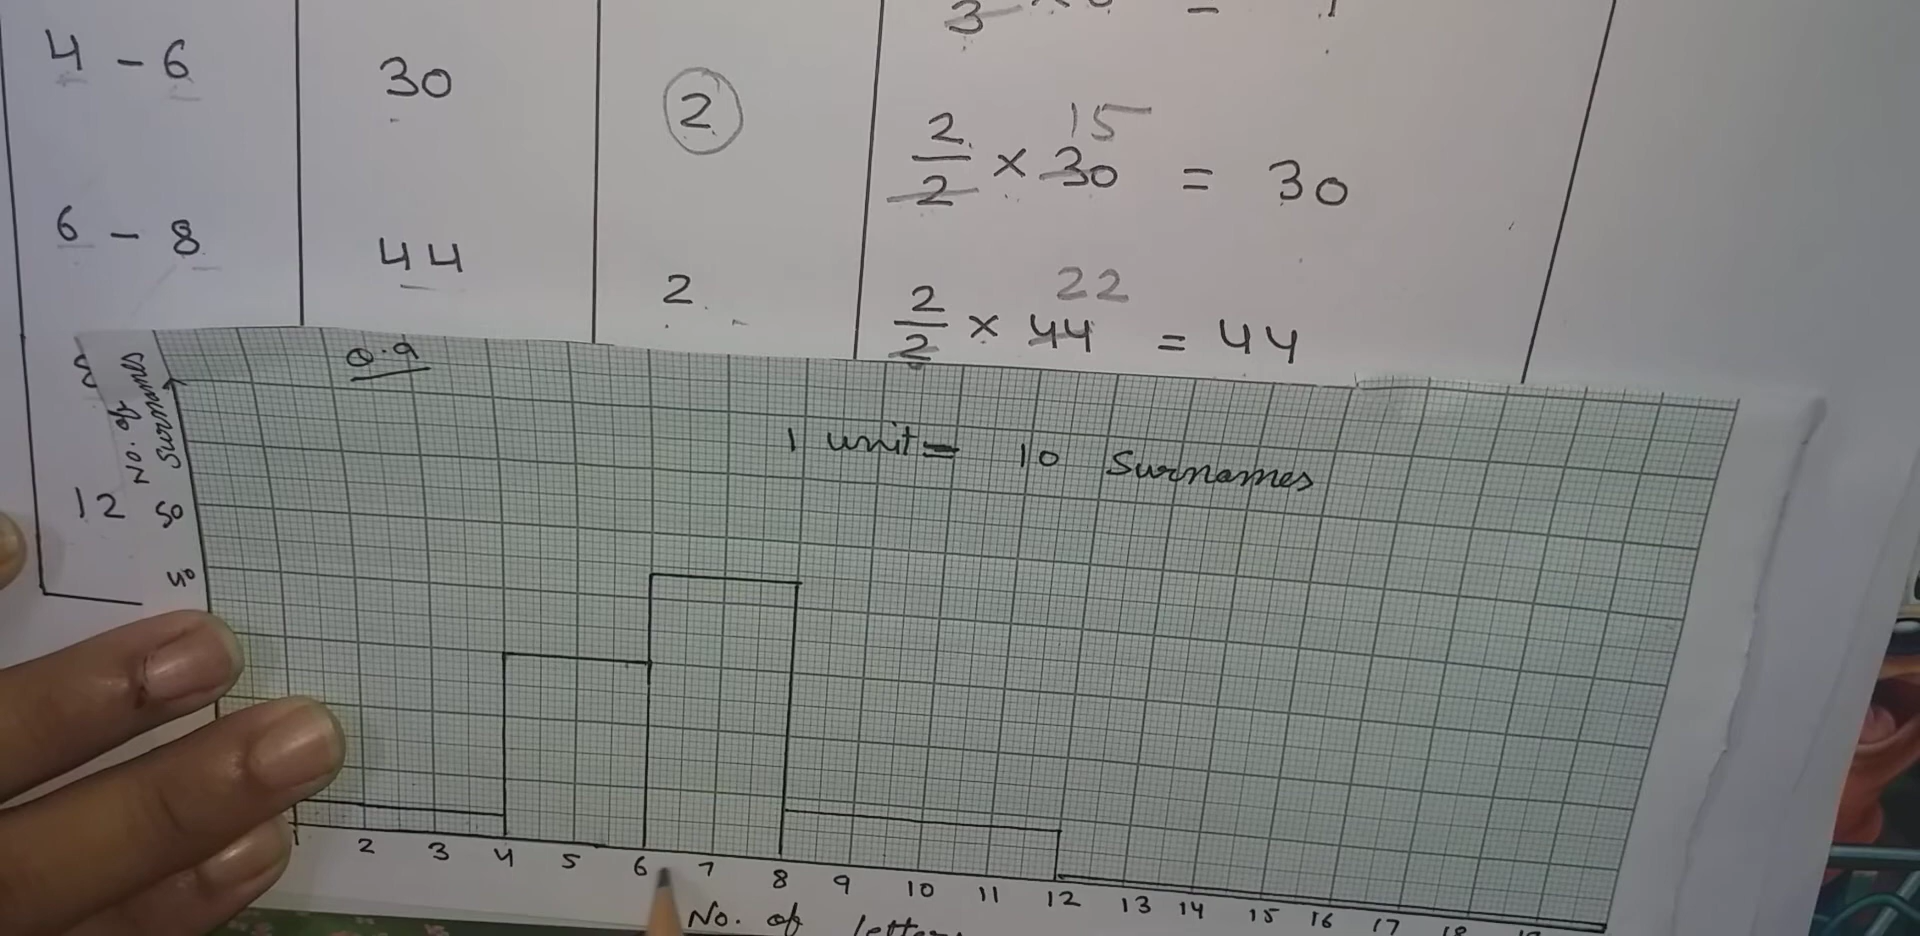 4 - 6 30 2 2/2 × 30 15 = 30
6 - 8 44 2 2/2 × 44 22 = 44
12
Q.9
No. of
Surnames
1 unit = 10 Surnames
50
40
1 2 3 4 5 6 7 8 9 10 11 12 13 14 15 16 17 18
No. of